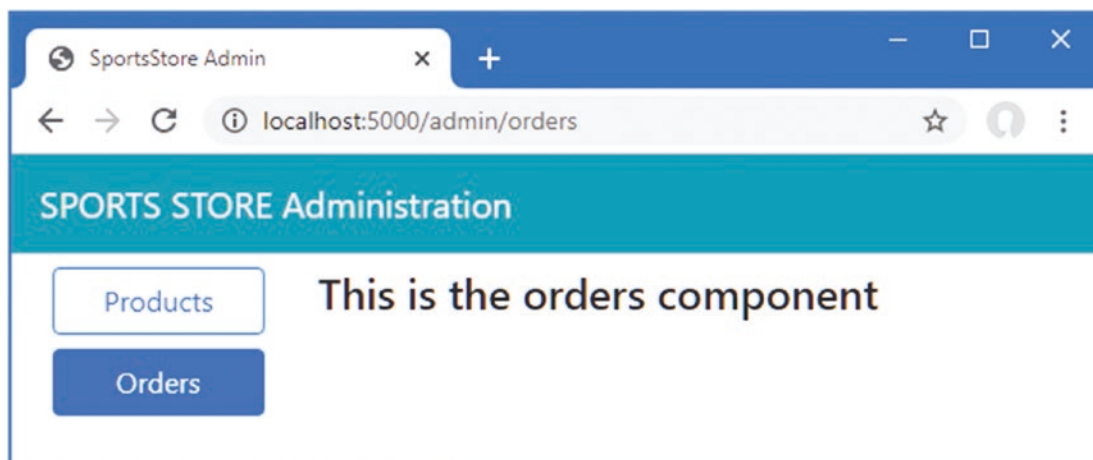 SportsStore Admin
localhost:5000/admin/orders
SPORTS STORE Administration
Products
This is the orders component
Orders